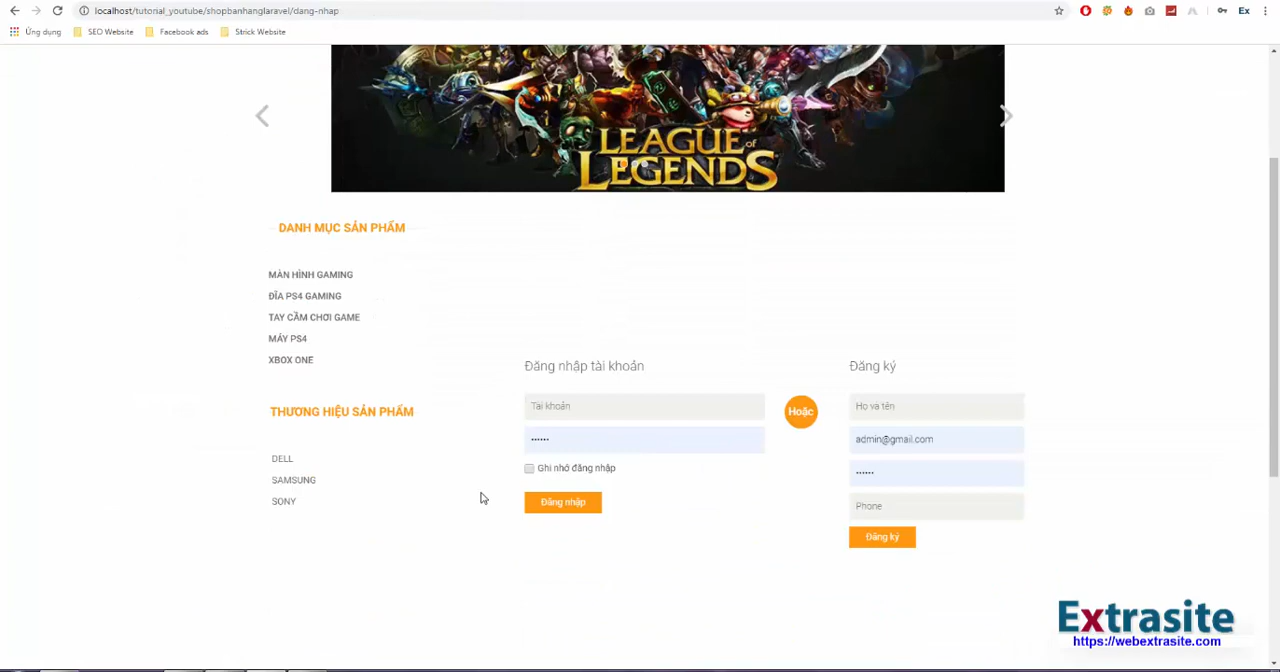 localhost/tutorial_youtube/shopbanhanglaravel/dang-nhap
Ex
Ứng dụng
SEO Website
Facebook ads
Strick Website
LEAGUE of
LEGENDS
DANH MỤC SẢN PHẨM
MÀN HÌNH GAMING
ĐĨA PS4 GAMING
TAY CẦM CHƠI GAME
MÁY PS4
XBOX ONE
THƯƠNG HIỆU SẢN PHẨM
DELL
SAMSUNG
SONY
Đăng nhập tài khoản
Tài khoản
••••••
Ghi nhớ đăng nhập
Đăng nhập
Hoặc
Đăng ký
Họ và tên
admin@gmail.com
••••••
Phone
Đăng ký
Extrasite
https://webextrasite.com